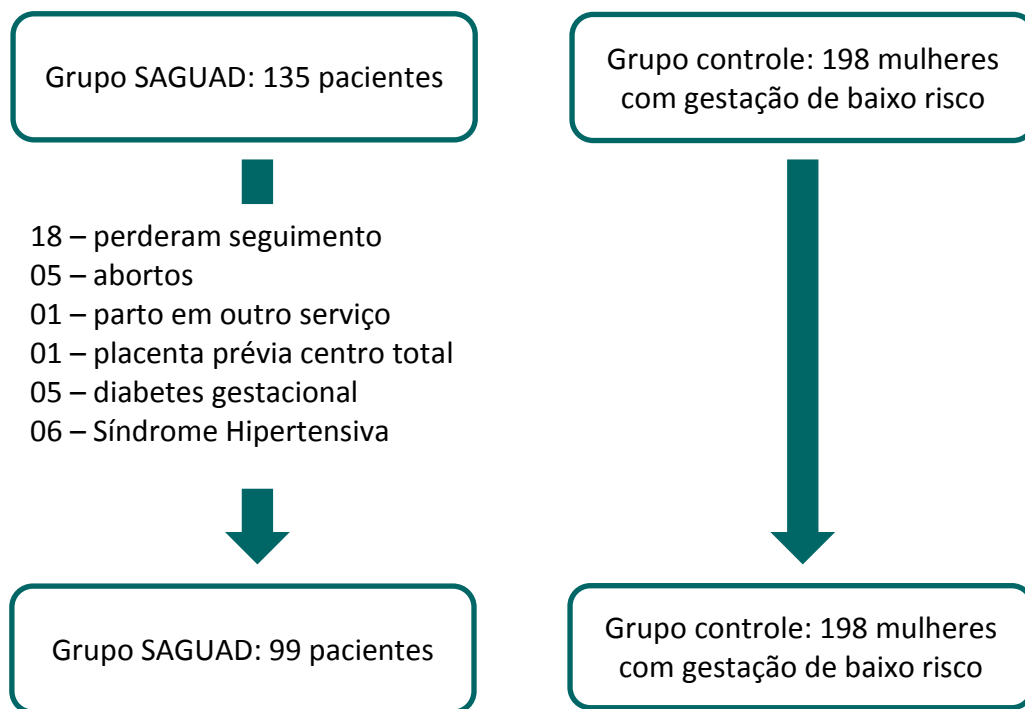 Grupo SAGUAD: 135 pacientes
Grupo controle: 198 mulheres
com gestação de baixo risco
18 – perderam seguimento
05 – abortos
01 – parto em outro serviço
01 – placenta prévia centro total
05 – diabetes gestacional
06 – Síndrome Hipertensiva
Grupo SAGUAD: 99 pacientes
Grupo controle: 198 mulheres
com gestação de baixo risco